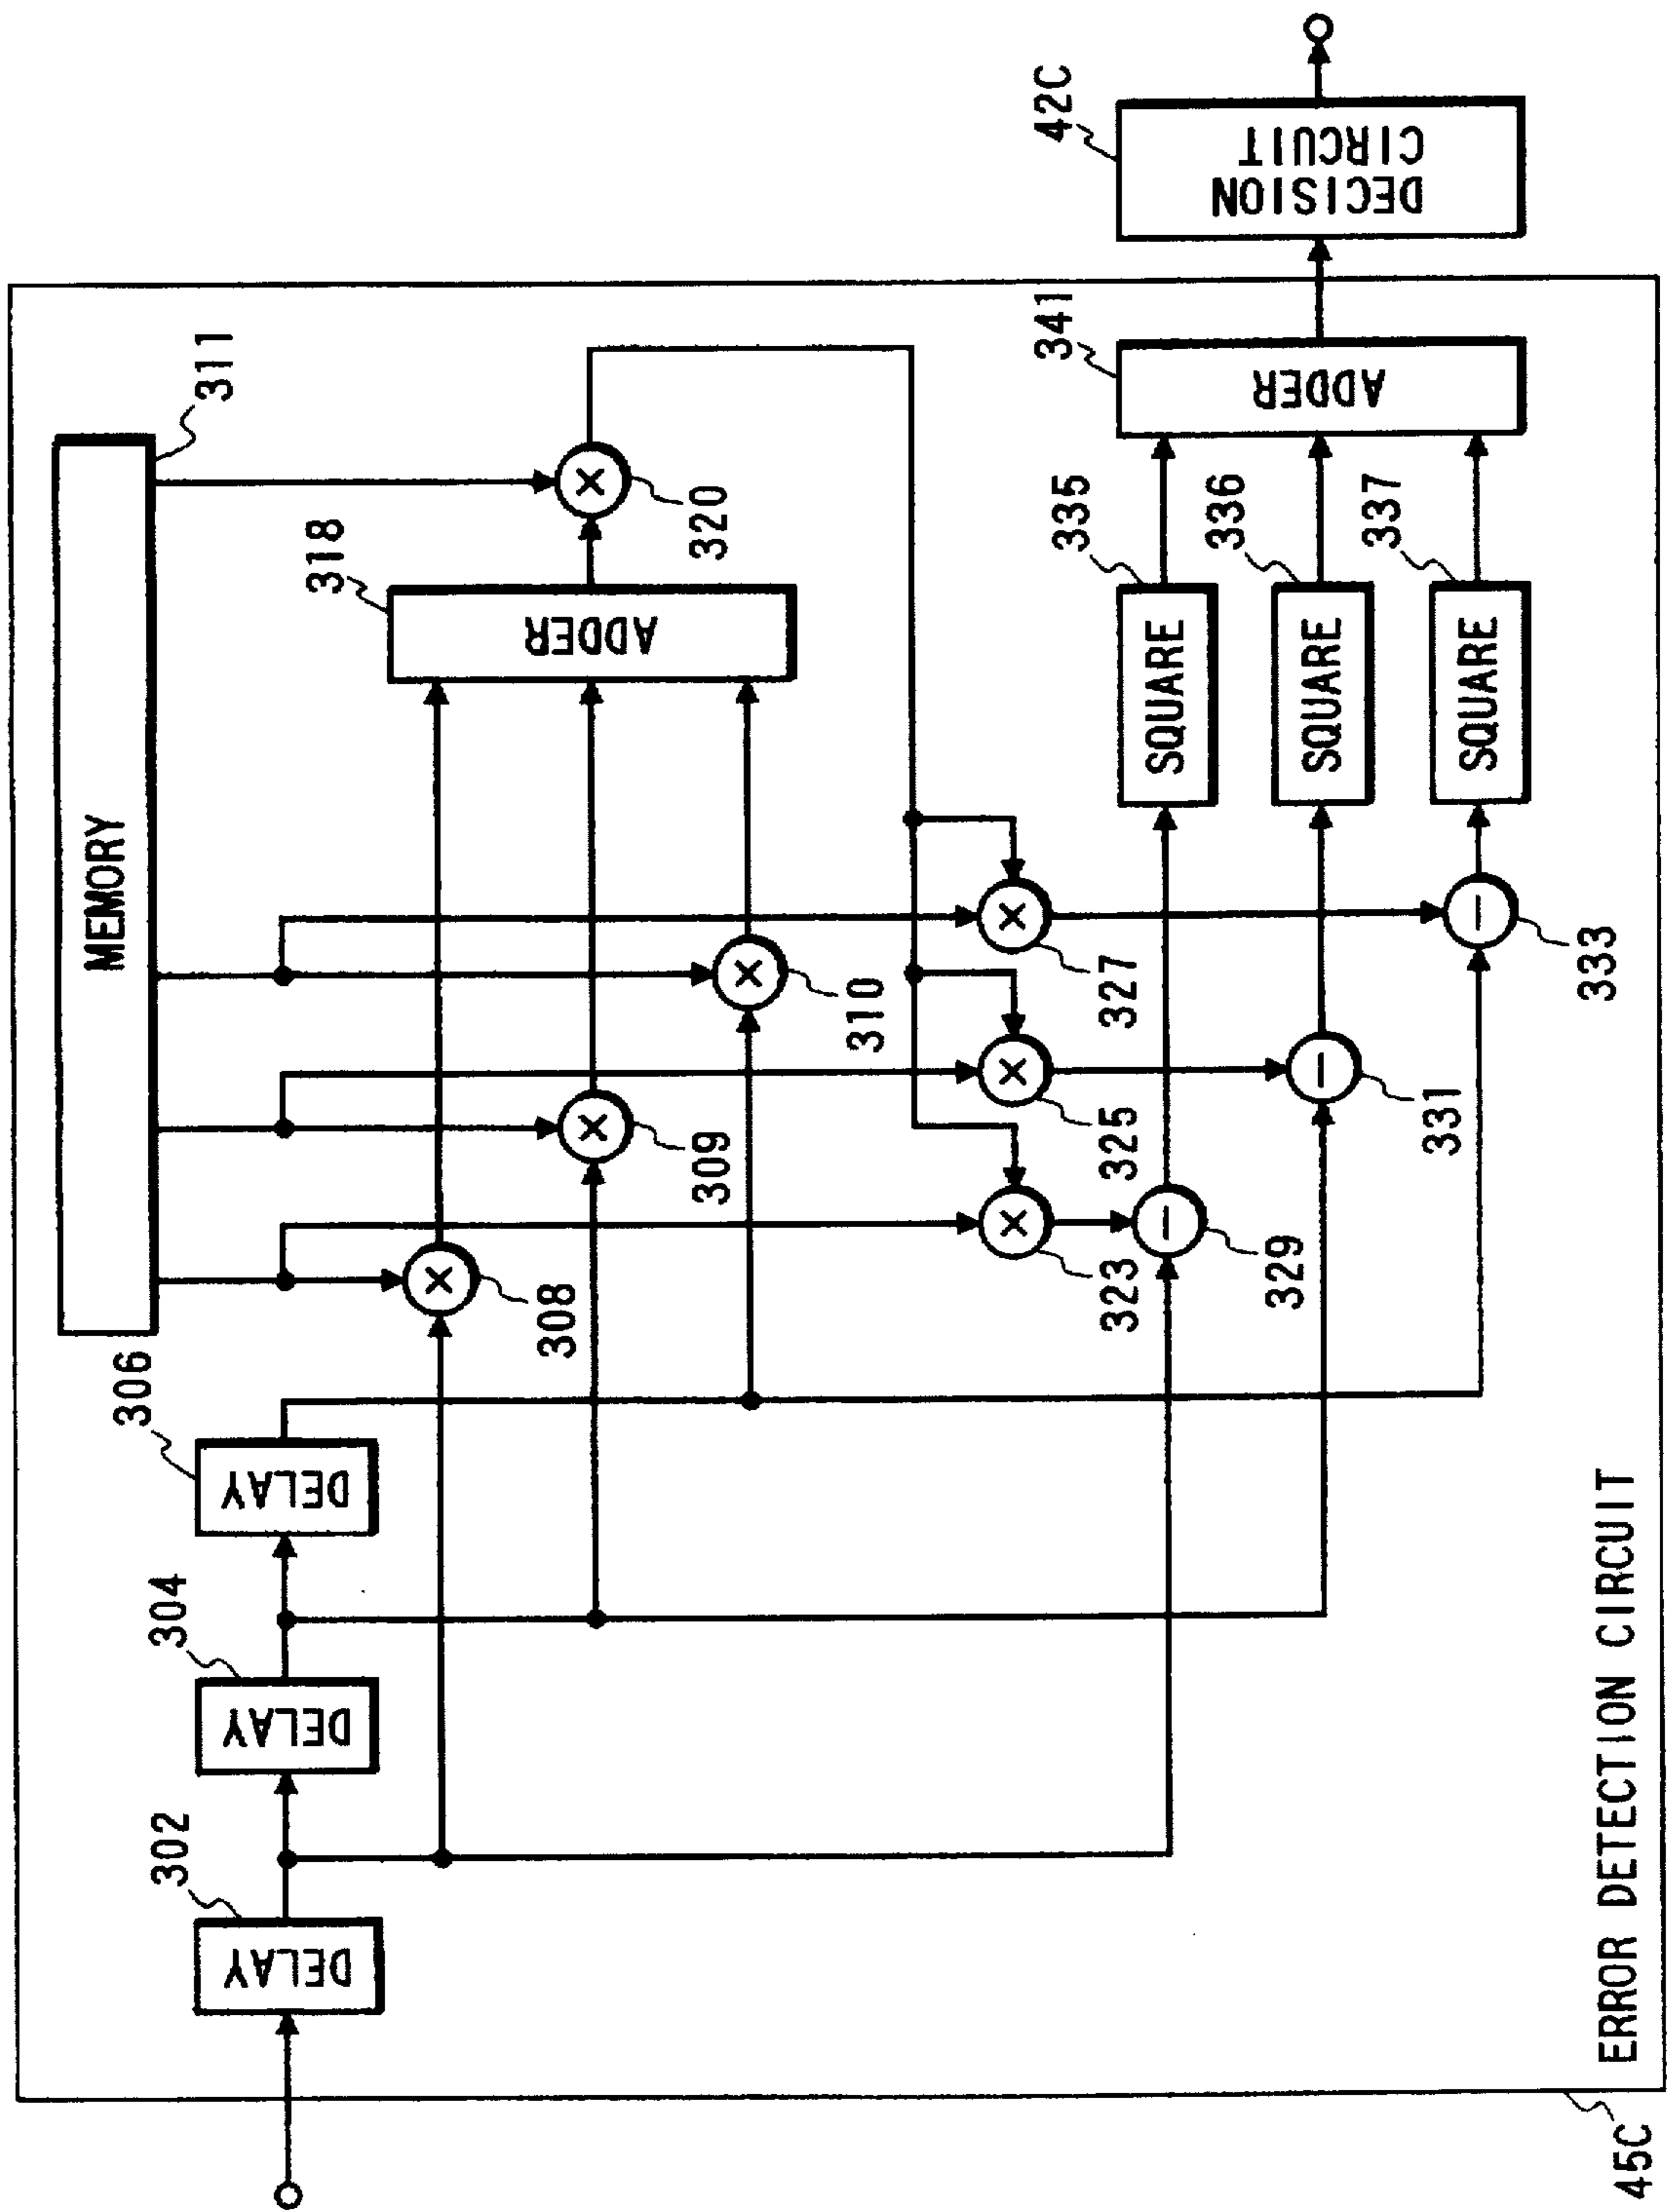 45C
ERROR DETECTION CIRCUIT
302
DELAY
304
DELAY
306
DELAY
MEMORY
311
308
309
310
318
ADDER
320
323
325
327
329
331
333
335
SQUARE
336
SQUARE
337
SQUARE
341
ADDER
42C
DECISION
CIRCUIT